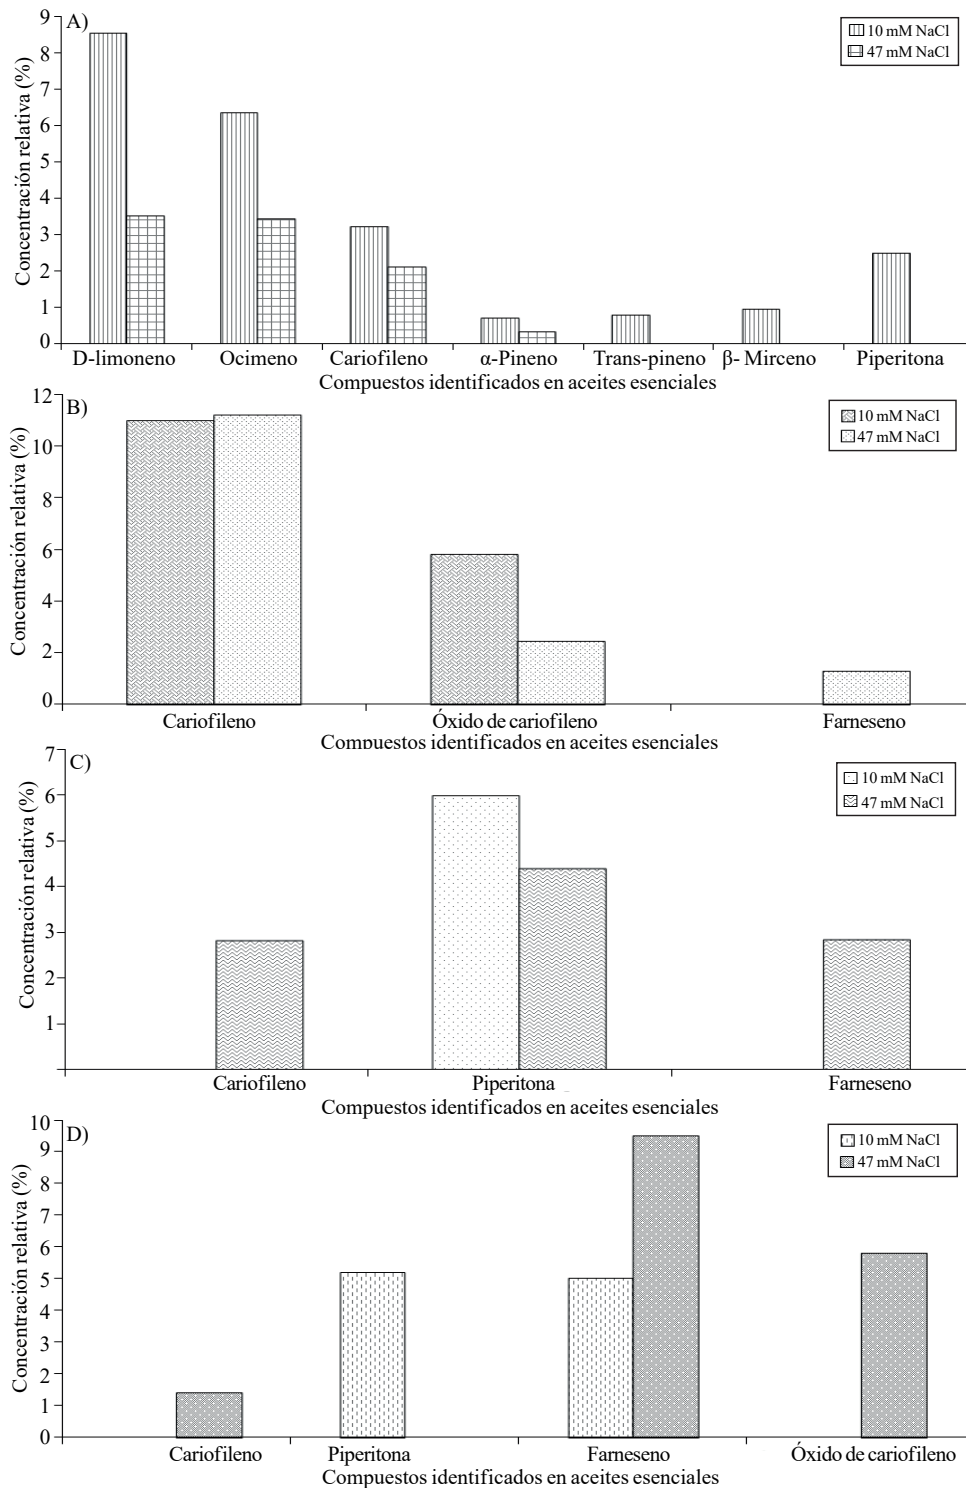 A)
10 mM NaCl
47 mM NaCl
Concentración relativa (%)
9
8
7
6
5
4
3
2
1
0
D-limoneno Ocimeno Cariofileno α-Pineno Trans-pineno β- Mirceno Piperitona
Compuestos identificados en aceites esenciales
B)
10 mM NaCl
47 mM NaCl
Concentración relativa (%)
12
10
8
6
4
2
0
Cariofileno Óxido de cariofileno Farneseno
Compuestos identificados en aceites esenciales
C)
10 mM NaCl
47 mM NaCl
Concentración relativa (%)
7
6
5
4
3
2
1
Cariofileno Piperitona Farneseno
Compuestos identificados en aceites esenciales
D)
10 mM NaCl
47 mM NaCl
Concentración relativa (%)
10
9
8
7
6
5
4
3
2
1
0
Cariofileno Piperitona Farneseno Óxido de cariofileno
Compuestos identificados en aceites esenciales